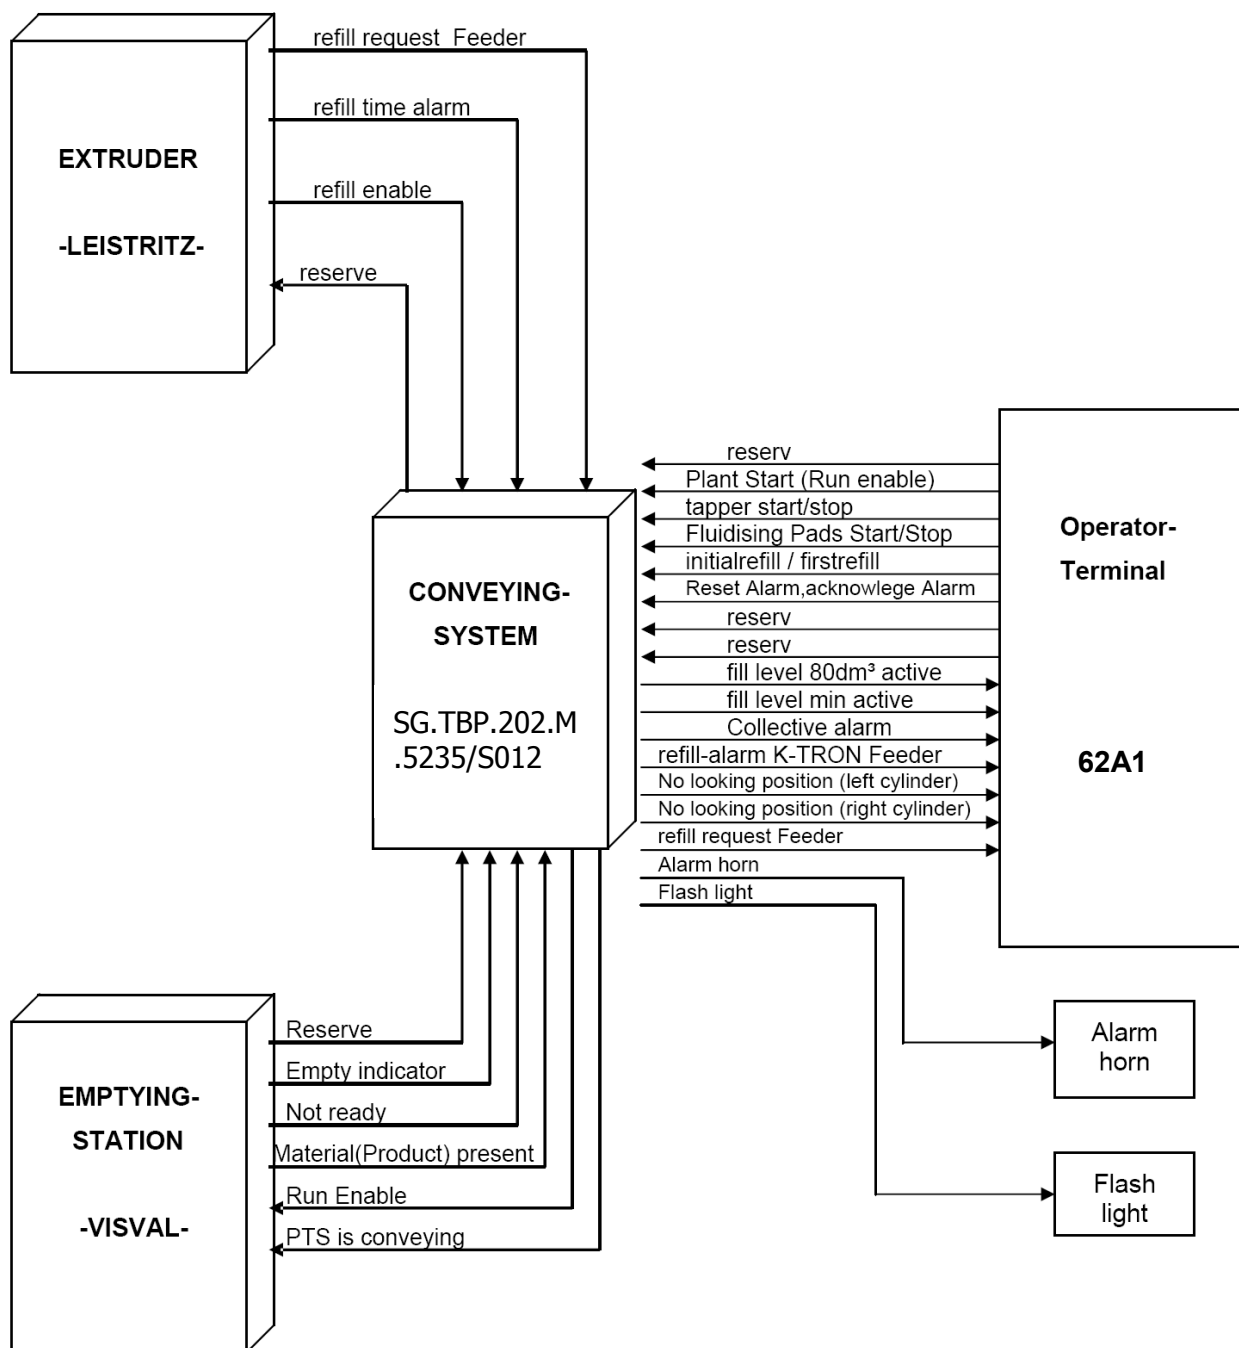 refill request  Feeder
refill time alarm
EXTRUDER
refill enable
-LEISTRITZ-
reserve
reserv
Plant Start (Run enable)
tapper start/stop
Fluidising Pads Start/Stop
initialrefill / firstrefill
Reset Alarm,acknowlege Alarm
reserv
reserv
fill level 80dm³ active
fill level min active
Collective alarm
refill-alarm K-TRON Feeder
No looking position (left cylinder)
No looking position (right cylinder)
refill request Feeder
Alarm horn
Flash light
Operator-
Terminal
62A1
CONVEYING-
SYSTEM
SG.TBP.202.M
.5235/S012
Reserve
Empty indicator
Not ready
Material(Product) present
Run Enable
PTS is conveying
EMPTYING-
STATION
-VISVAL-
Alarm
horn
Flash
light